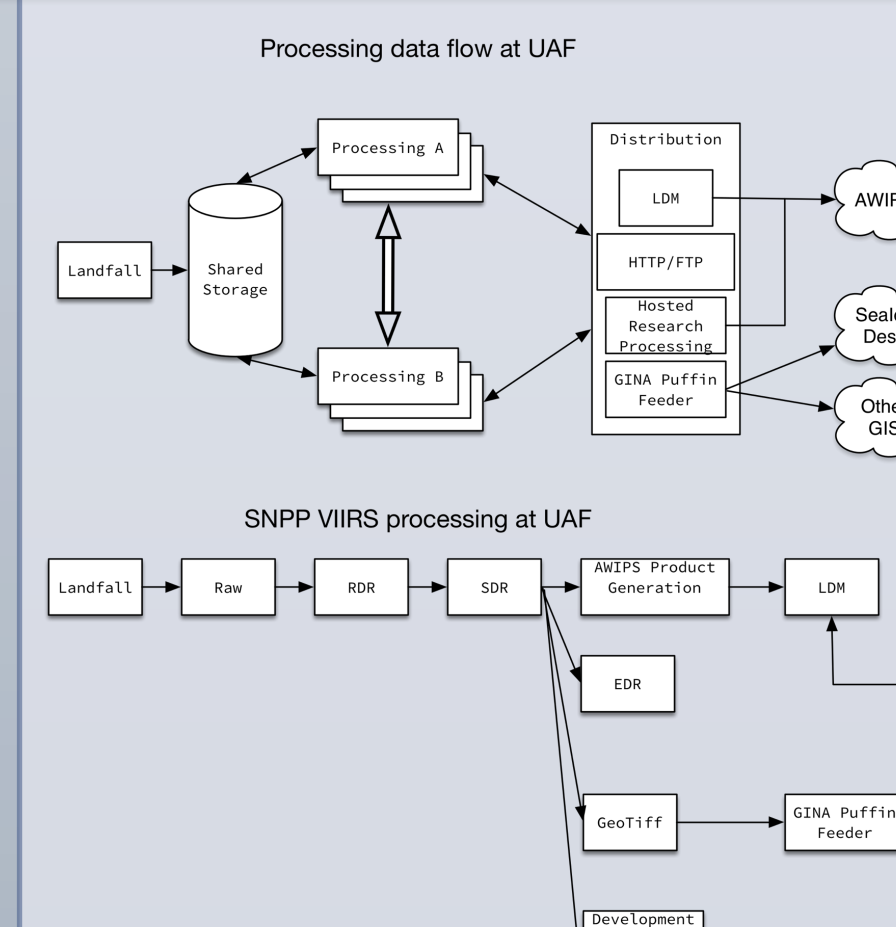 Processing data flow at UAF
Processing A
Distribution
LDM
HTTP/FTP
Landfall
Shared
Storage
Hosted
Research
Processing
Processing B
GINA Puffin
Feeder
SNPP VIIRS processing at UAF
Landfall
Raw
RDR
SDR
AWIPS Product
Generation
LDM
EDR
GeoTiff
GINA Puffin
Feeder
Development